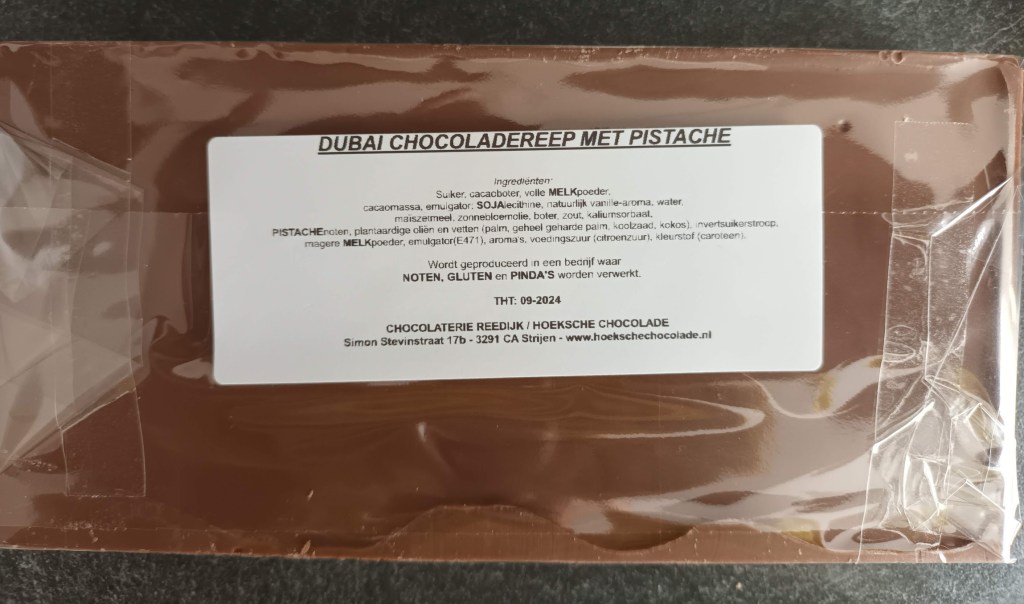 DUBAI CHOCOLADEREEP MET PISTACHE
Ingrediënten:
Suiker, cacaoboter, volle MELKpoeder,
cacaomassa, emulgator: SOJAlecithine, natuurlijk vanille-aroma, water,
maiszetmeel, zonnebloemolie, boter, zout, kaliumsorbaat,
PISTACHEnoten, plantaardige oliën en vetten (palm, geheel geharde palm, koolzaad, kokos), invertsuikerstroop,
magere MELKpoeder, emulgator(E471), aroma's, voedingszuur (citroenzuur), kleurstof (caroteen).
Wordt geproduceerd in een bedrijf waar
NOTEN, GLUTEN en PINDA'S worden verwerkt.
THT: 09-2024
CHOCOLATERIE REEDIJK / HOEKSCHE CHOCOLADE
Simon Stevinstraat 17b - 3291 CA Strijen - www.hoekschechocolade.nl